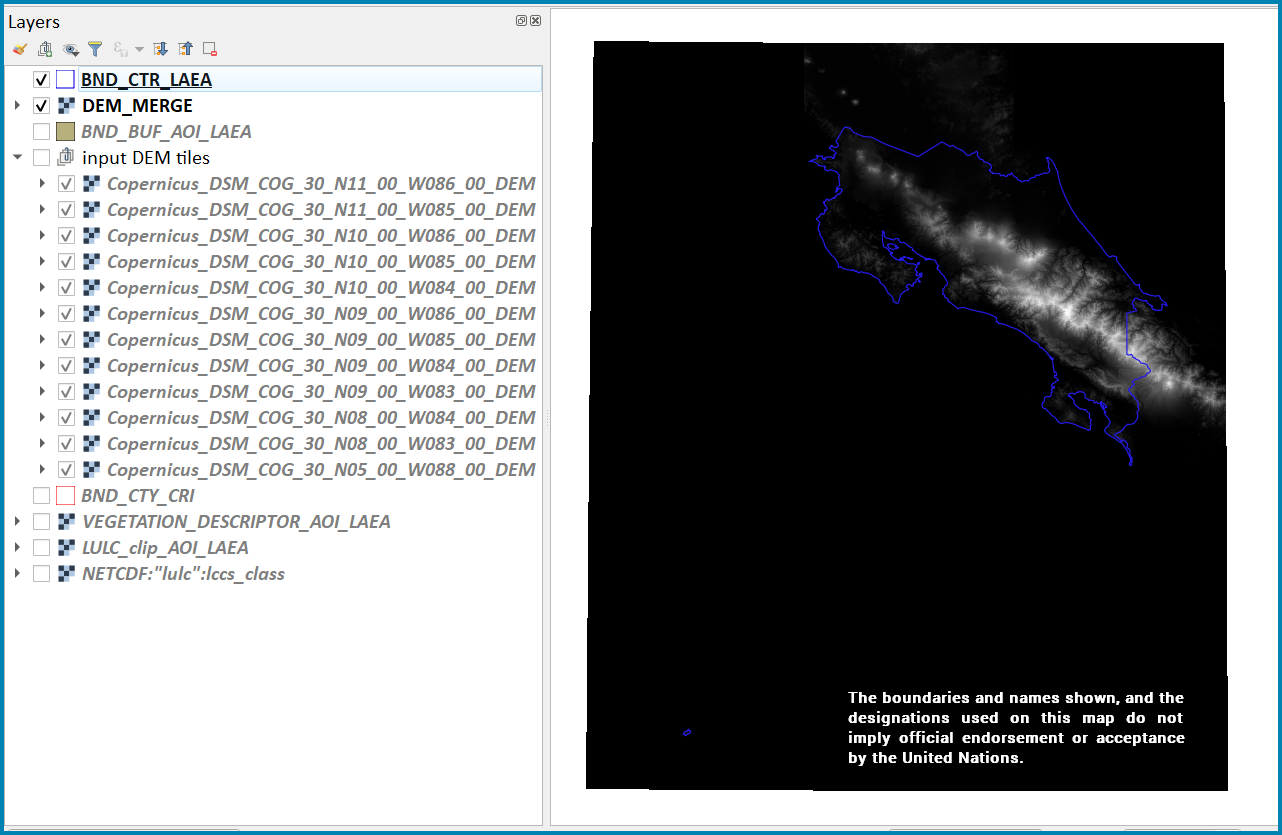 Layers
BND_CTR_LAEA
DEM_MERGE
BND_BUF_AOI_LAEA
input DEM tiles
Copernicus_DSM_COG_30_N11_00_W086_00_DEM
Copernicus_DSM_COG_30_N11_00_W085_00_DEM
Copernicus_DSM_COG_30_N10_00_W086_00_DEM
Copernicus_DSM_COG_30_N10_00_W085_00_DEM
Copernicus_DSM_COG_30_N10_00_W084_00_DEM
Copernicus_DSM_COG_30_N09_00_W086_00_DEM
Copernicus_DSM_COG_30_N09_00_W085_00_DEM
Copernicus_DSM_COG_30_N09_00_W084_00_DEM
Copernicus_DSM_COG_30_N09_00_W083_00_DEM
Copernicus_DSM_COG_30_N08_00_W084_00_DEM
Copernicus_DSM_COG_30_N08_00_W083_00_DEM
Copernicus_DSM_COG_30_N05_00_W088_00_DEM
BND_CTY_CRI
VEGETATION_DESCRIPTOR_AOI_LAEA
LULC_clip_AOI_LAEA
NETCDF:"lulc":lccs_class
The boundaries and names shown, and the
designations used on this map do not
imply official endorsement or acceptance
by the United Nations.